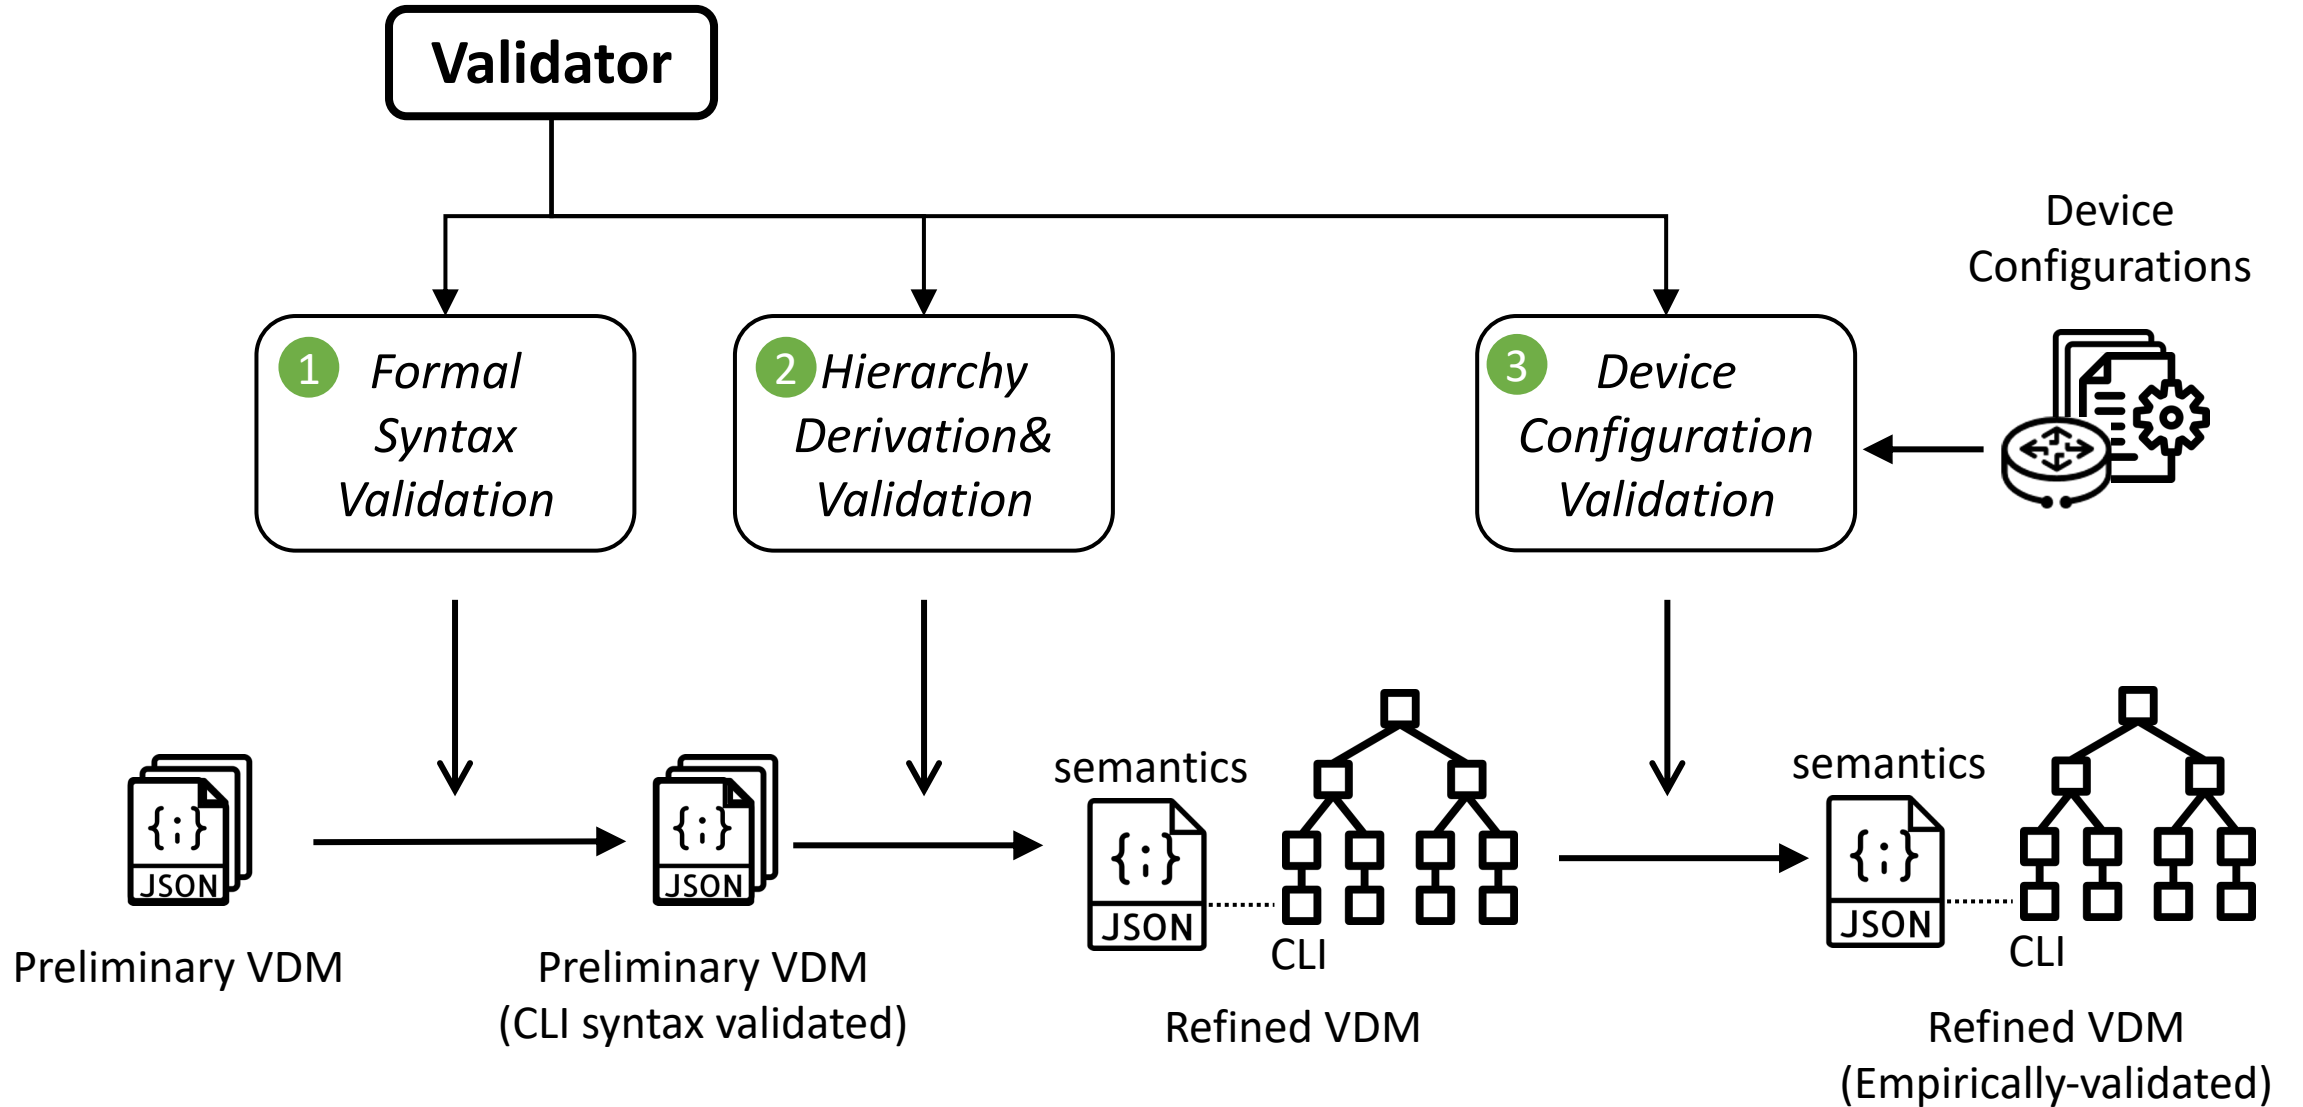 Validator
Device
Configurations
1
Formal
Syntax
Validation
2
Hierarchy
Derivation&
Validation
3
Device
Configuration
Validation
{;}
JSON
Preliminary VDM
{;}
JSON
Preliminary VDM
(CLI syntax validated)
semantics
{;}
JSON
CLI
Refined VDM
semantics
{;}
JSON
CLI
Refined VDM
(Empirically-validated)